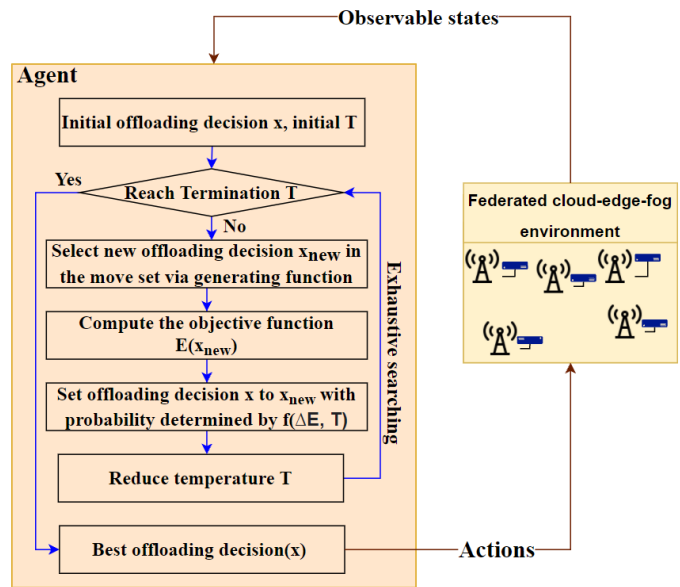 Observable states
Agent
Initial offloading decision x, initial T
Yes
Reach Termination T
No
Select new offloading decision xnew in
the move set via generating function
Compute the objective function
E(xnew)
Set offloading decision x to xnew with
probability determined by f(ΔE, T)
Reduce temperature T
Exhaustive searching
Best offloading decision(x)
Actions
Federated cloud-edge-fog
environment